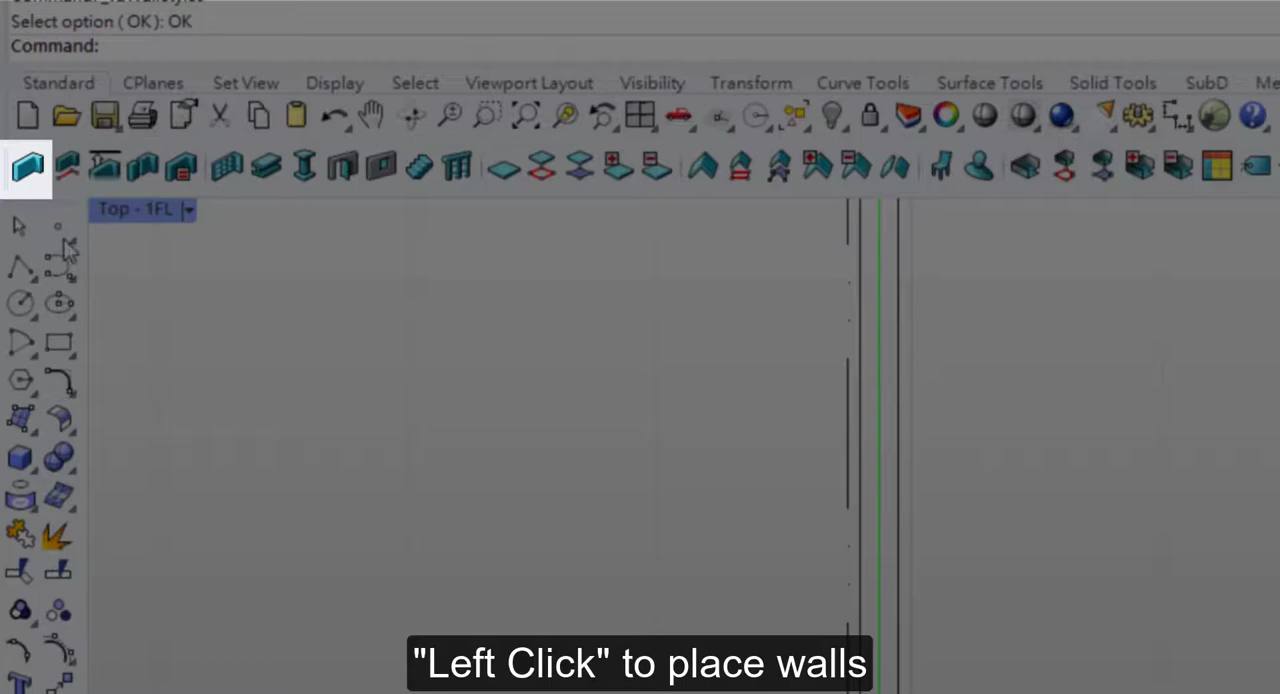 Select option ( OK ): OK
Command:
Standard CPlanes Set View Display Select Viewport Layout Visibility Transform Curve Tools Surface Tools Solid Tools SubD Me
Top - 1FL
"Left Click" to place walls